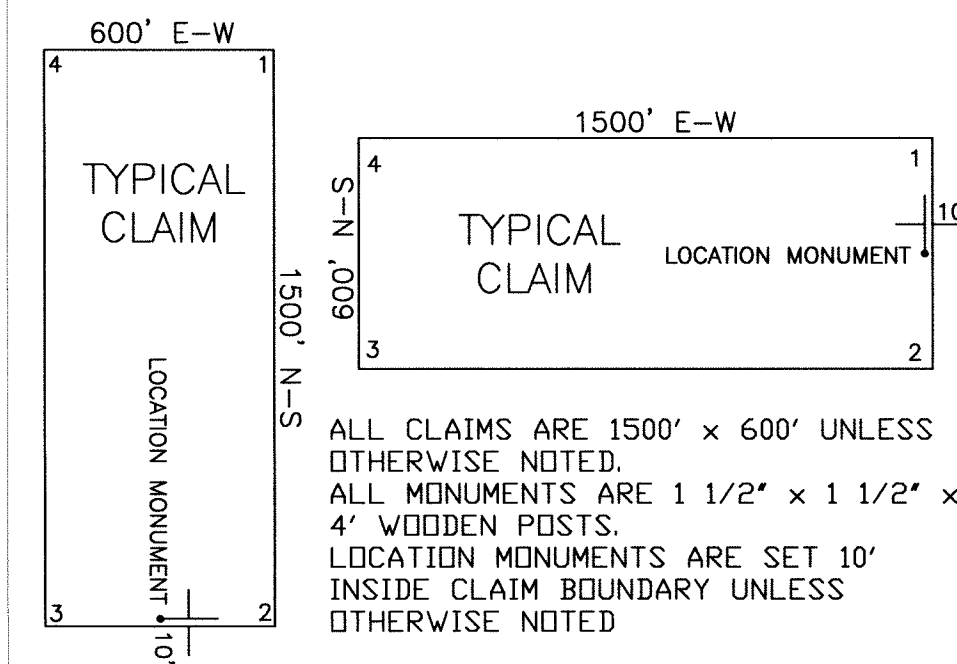 600' E-W
4
1
TYPICAL
CLAIM
1500' N-S
LOCATION MONUMENT
3
2
10'
1500' E-W
4
1
600' N-S
TYPICAL
CLAIM
LOCATION MONUMENT
10
3
2
ALL CLAIMS ARE 1500' x 600' UNLESS
OTHERWISE NOTED.
ALL MONUMENTS ARE 1 1/2" x 1 1/2" x
4' WOODEN POSTS.
LOCATION MONUMENTS ARE SET 10'
INSIDE CLAIM BOUNDARY UNLESS
OTHERWISE NOTED